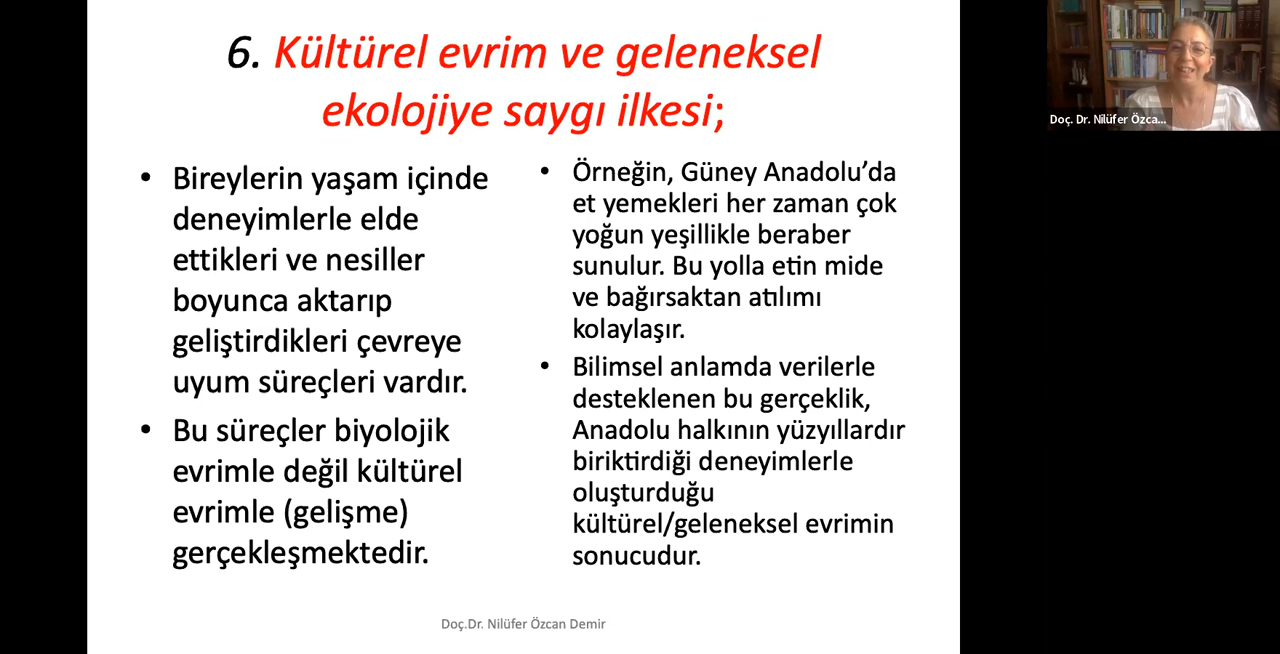 6. Kültürel evrim ve geleneksel
ekolojiye saygı ilkesi;
• Bireylerin yaşam içinde
deneyimlerle elde
ettikleri ve nesiller
boyunca aktarıp
geliştirdikleri çevreye
uyum süreçleri vardır.
• Bu süreçler biyolojik
evrimle değil kültürel
evrimle (gelişme)
gerçekleşmektedir.
• Örneğin, Güney Anadolu’da
et yemekleri her zaman çok
yoğun yeşillikle beraber
sunulur. Bu yolla etin mide
ve bağırsaktan atılımı
kolaylaşır.
• Bilimsel anlamda verilerle
desteklenen bu gerçeklik,
Anadolu halkının yüzyıllardır
biriktirdiği deneyimlerle
oluşturduğu
kültürel/geleneksel evrimin
sonucudur.
Doç.Dr. Nilüfer Özcan Demir
Doç. Dr. Nilüfer Özca...